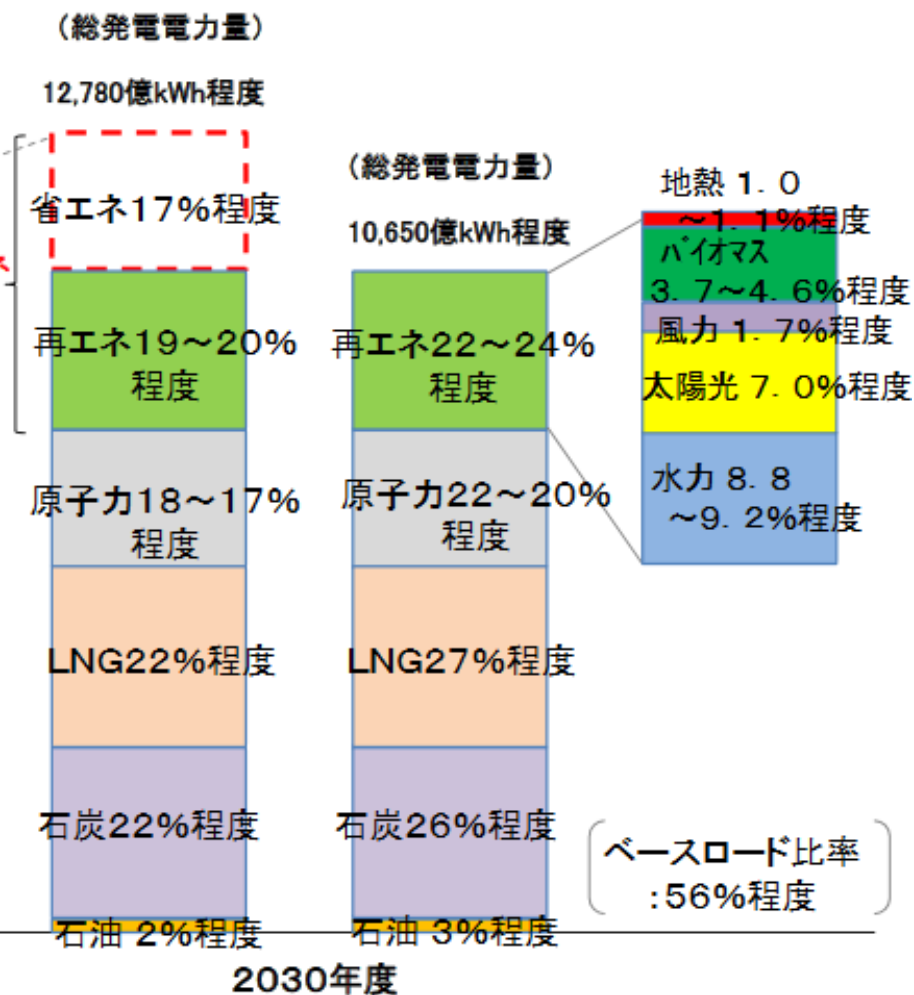 (総発電電力量)
12,780億kWh程度
省エネ17%程度
再エネ19～20%
程度
原子力18～17%
程度
LNG22%程度
石炭22%程度
石油 2%程度
(総発電電力量)
10,650億kWh程度
再エネ22～24%
程度
原子力22～20%
程度
LNG27%程度
石炭26%程度
石油 3%程度
地熱 1.0
～1.1%程度
バイオマス
3.7～4.6%程度
風力 1.7%程度
太陽光 7.0%程度
水力 8.8
～9.2%程度
ベースロード比率
:56%程度
2030年度